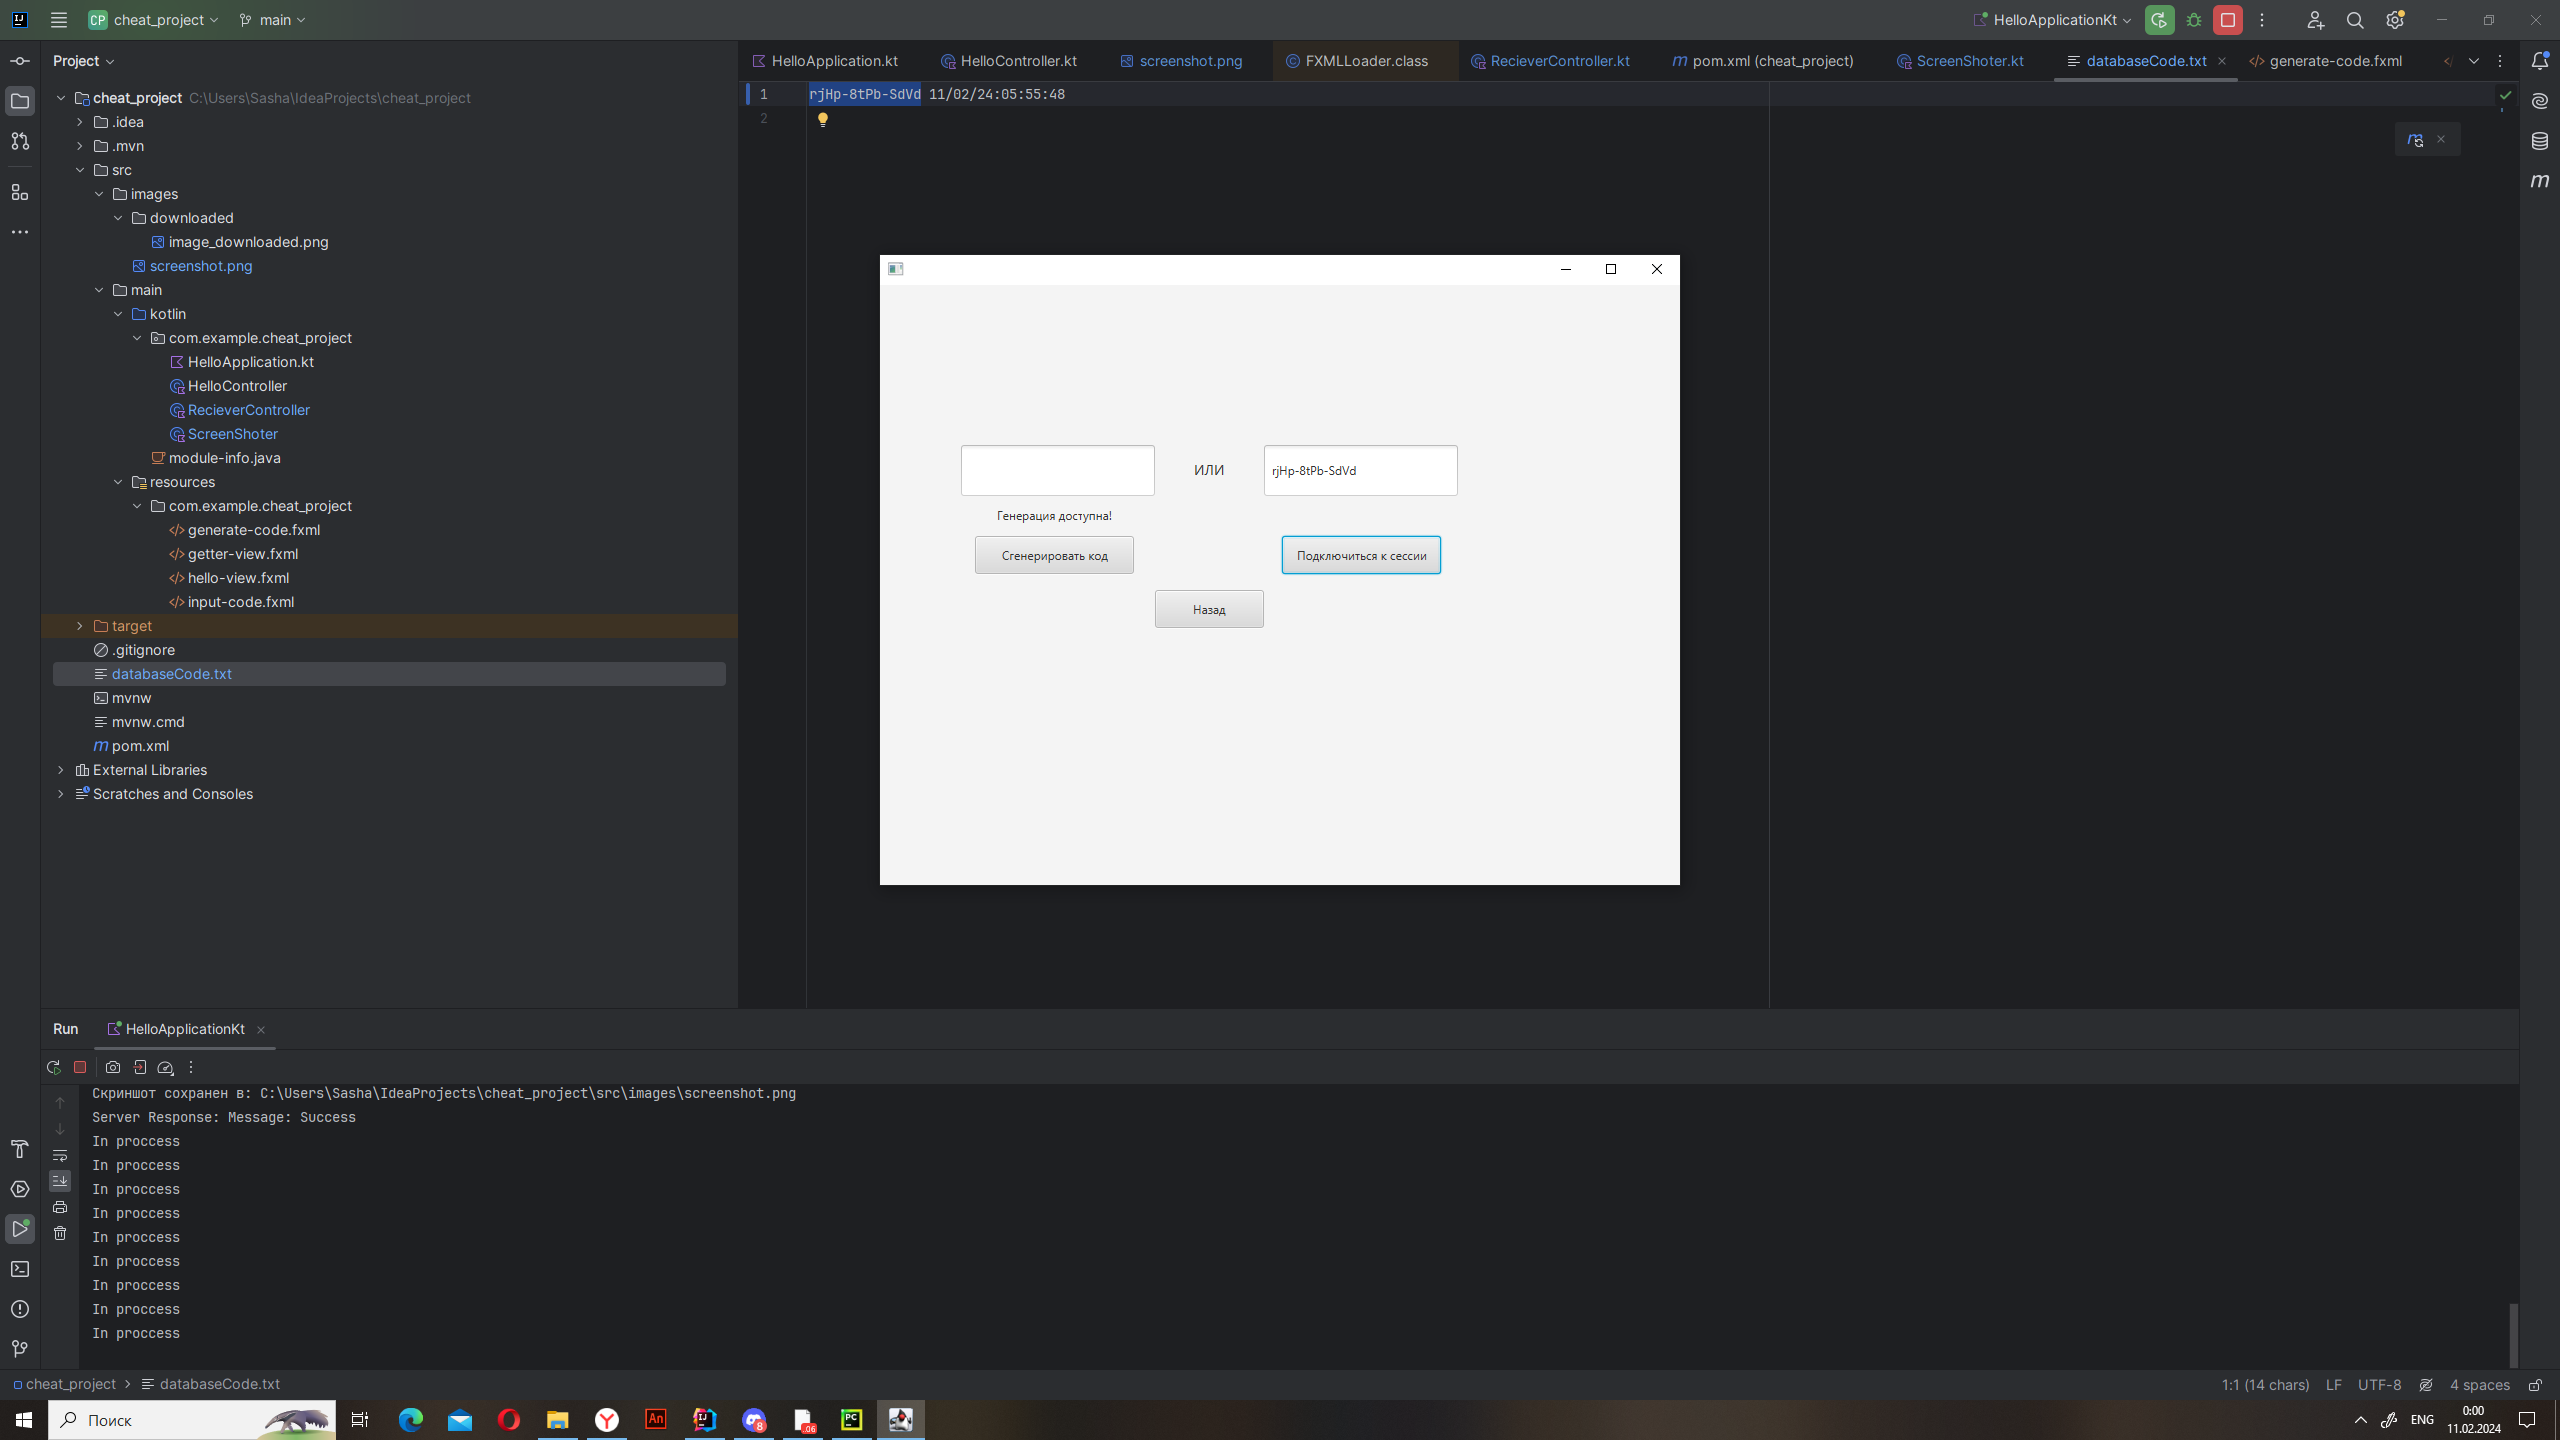 CP cheat_project main HelloApplicationKt
Project
HelloApplication.kt HelloController.kt screenshot.png FXMLLoader.class RecieverController.kt pom.xml (cheat_project) ScreenShoter.kt databaseCode.txt generate-code.fxml
cheat_project C:\Users\Sasha\IdeaProjects\cheat_project
.idea
.mvn
src
images
downloaded
image_downloaded.png
screenshot.png
main
kotlin
com.example.cheat_project
HelloApplication.kt
HelloController
RecieverController
ScreenShoter
module-info.java
resources
com.example.cheat_project
generate-code.fxml
getter-view.fxml
hello-view.fxml
input-code.fxml
target
.gitignore
databaseCode.txt
mvnw
mvnw.cmd
pom.xml
External Libraries
Scratches and Consoles
1 rjHp-8tPb-SdVd 11/02/24:05:55:48
2
ИЛИ rjHp-8tPb-SdVd
Генерация доступна!
Сгенерировать код Подключиться к сессии
Назад
Run HelloApplicationKt
Скриншот сохранен в: C:\Users\Sasha\IdeaProjects\cheat_project\src\images\screenshot.png
Server Response: Message: Success
In proccess
In proccess
In proccess
In proccess
In proccess
In proccess
In proccess
In proccess
In proccess
cheat_project databaseCode.txt 1:1 (14 chars) LF UTF-8 4 spaces
Поиск ENG 0:00
11.02.2024